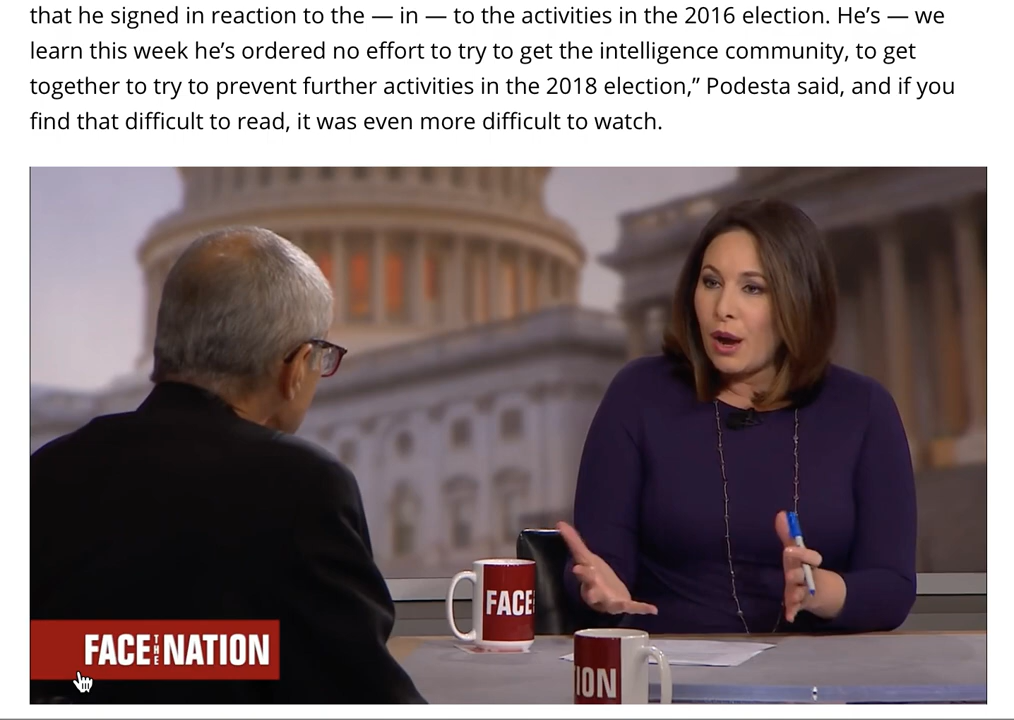 that he signed in reaction to the — in — to the activities in the 2016 election. He’s — we
learn this week he’s ordered no effort to try to get the intelligence community, to get
together to try to prevent further activities in the 2018 election,” Podesta said, and if you
find that difficult to read, it was even more difficult to watch.
FACE
FACE THE NATION
ION